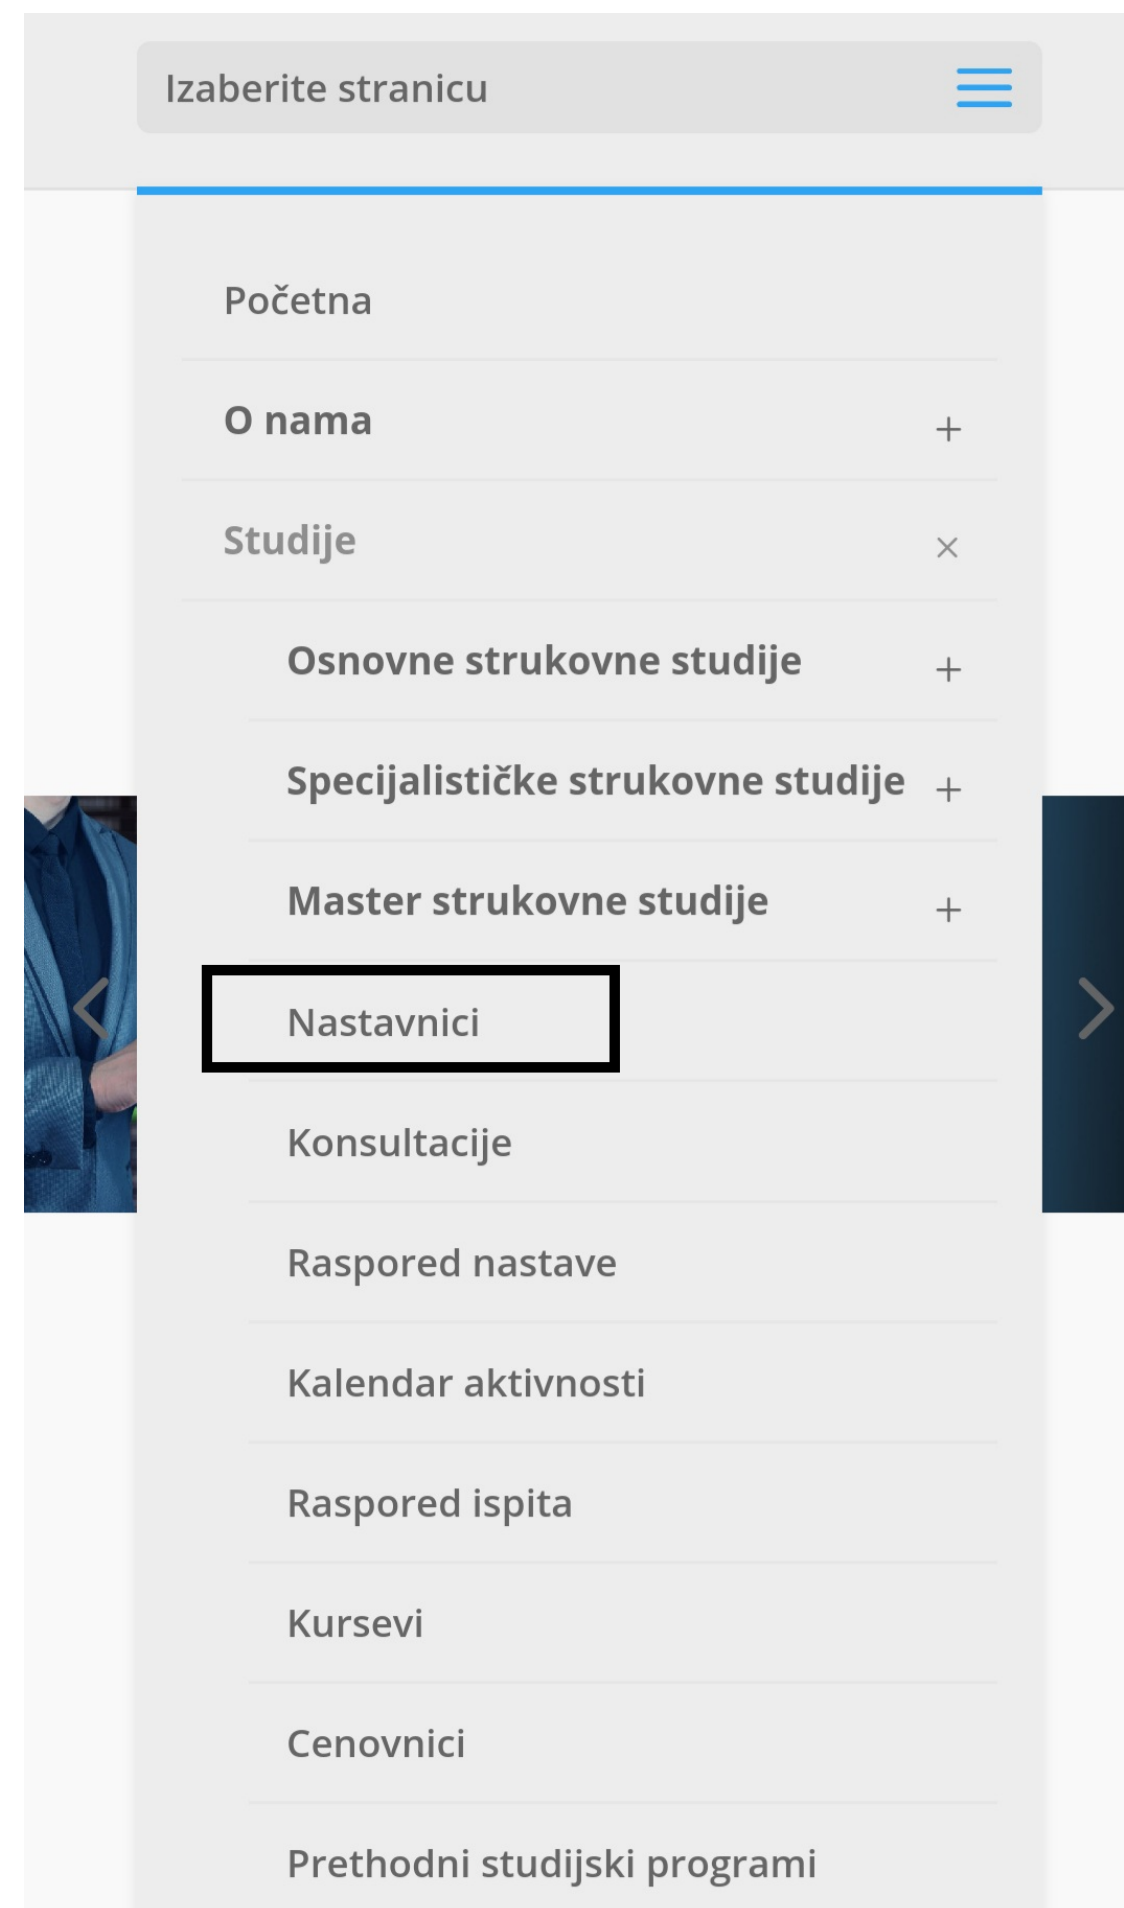 Izaberite stranicu
Početna
O nama
Studije
Osnovne strukovne studije
Specijalističke strukovne studije
Master strukovne studije
Nastavnici
Konsultacije
Raspored nastave
Kalendar aktivnosti
Raspored ispita
Kursevi
Cenovnici
Prethodni studijski programi